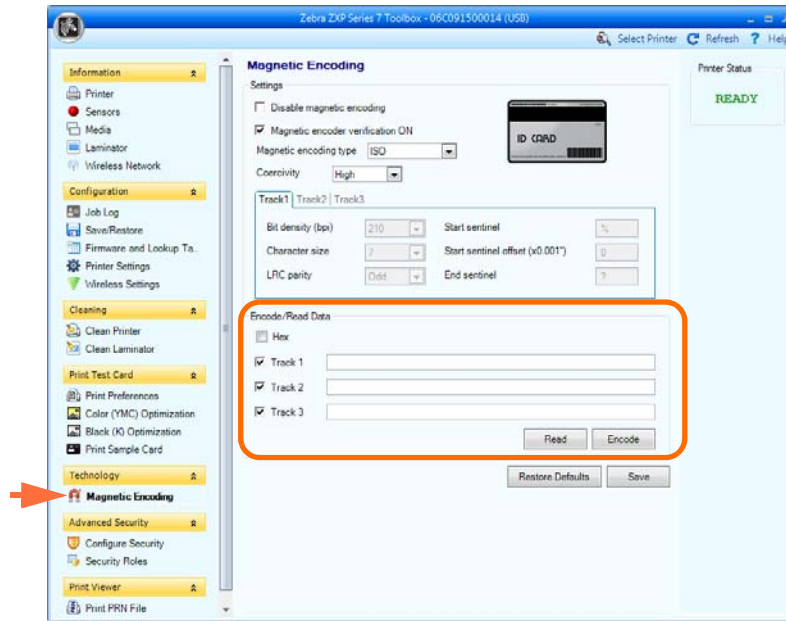 Zebra ZXP Series 7 Toolbox - 06C091500014 (USB)
Select Printer Refresh ? Help
Information
Printer
Sensors
Media
Laminator
Wireless Network
Configuration
Job Log
Save/Restore
Firmware and Lookup Ta..
Printer Settings
Wireless Settings
Cleaning
Clean Printer
Clean Laminator
Print Test Card
Print Preferences
Color (YMC) Optimization
Black (K) Optimization
Print Sample Card
Technology
Magnetic Encoding
Advanced Security
Configure Security
Security Roles
Print Viewer
Print PRN File
Magnetic Encoding
Settings
Disable magnetic encoding
Magnetic encoder verification ON
Magnetic encoding type ISO
Coercivity High
ID CARD
Track1 Track2 Track3
Bit density (bpi) 210 Start sentinel %
Character size 7 Start sentinel offset (x0.001") 0
LRC parity Odd End sentinel ?
Encode/Read Data
Hex
Track 1
Track 2
Track 3
Read Encode
Restore Defaults Save
Printer Status
READY